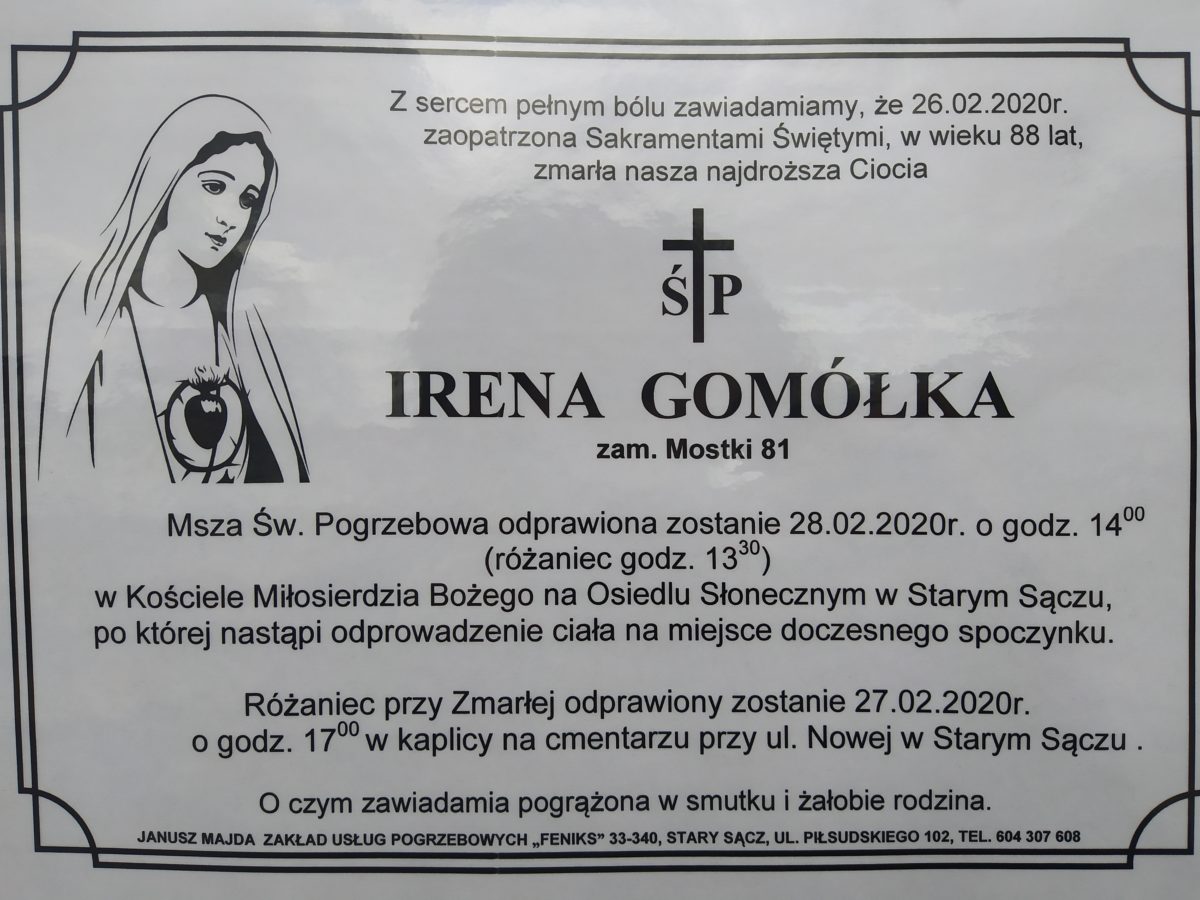 Z sercem pełnym bólu zawiadamiamy, że 26.02.2020r.
zaopatrzona Sakramentami Świętymi, w wieku 88 lat,
zmarła nasza najdroższa Ciocia
Ś P
IRENA GOMÓŁKA
zam. Mostki 81
Msza Św. Pogrzebowa odprawiona zostanie 28.02.2020r. o godz. 14⁰⁰
(różaniec godz. 13³⁰)
w Kościele Miłosierdzia Bożego na Osiedlu Słonecznym w Starym Sączu,
po której nastąpi odprowadzenie ciała na miejsce doczesnego spoczynku.
Różaniec przy Zmarłej odprawiony zostanie 27.02.2020r.
o godz. 17⁰⁰ w kaplicy na cmentarzu przy ul. Nowej w Starym Sączu .
O czym zawiadamia pogrążona w smutku i żałobie rodzina.
JANUSZ MAJDA ZAKŁAD USŁUG POGRZEBOWYCH „FENIKS” 33-340, STARY SĄCZ, UL. PIŁSUDSKIEGO 102, TEL. 604 307 608